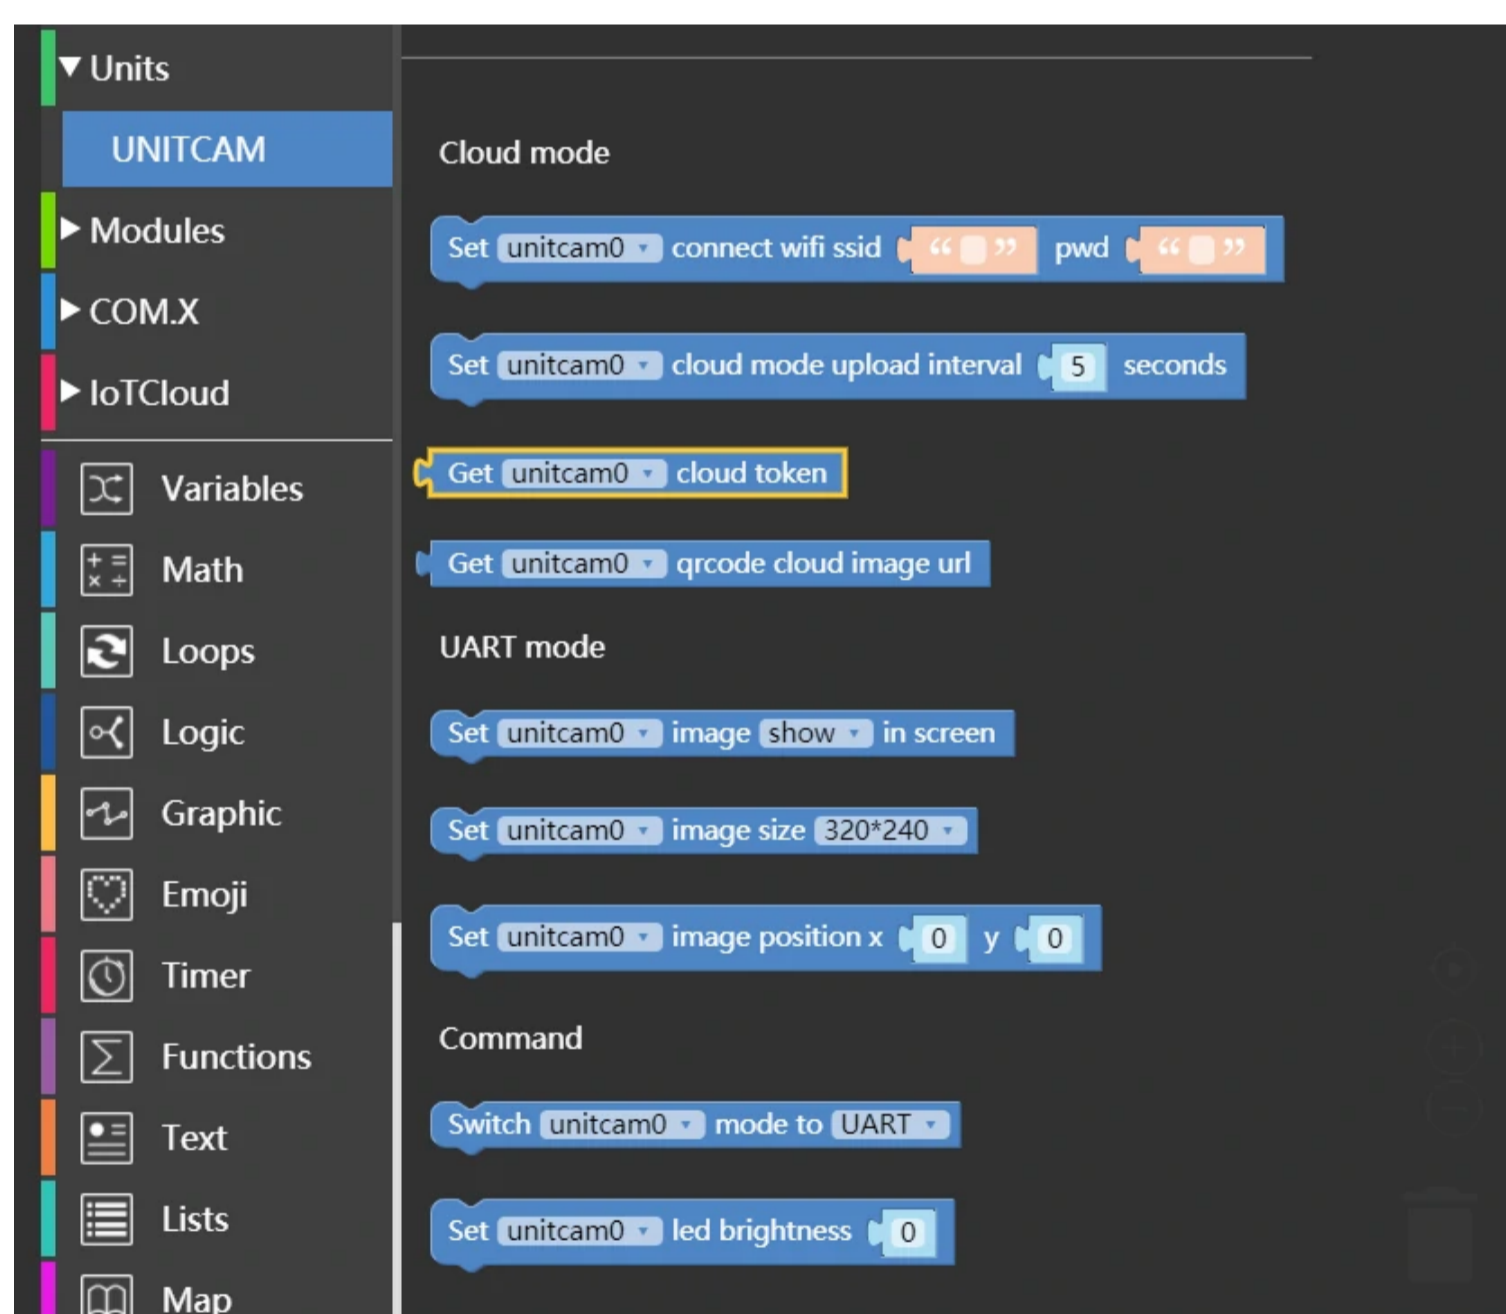 Units
UNITCAM
Modules
COM.X
IoTCloud
Variables
Math
Loops
Logic
Graphic
Emoji
Timer
Functions
Text
Lists
Map
Cloud mode
Set unitcam0 connect wifi ssid “ ” pwd “ ”
Set unitcam0 cloud mode upload interval 5 seconds
Get unitcam0 cloud token
Get unitcam0 qrcode cloud image url
UART mode
Set unitcam0 image show in screen
Set unitcam0 image size 320*240
Set unitcam0 image position x 0 y 0
Command
Switch unitcam0 mode to UART
Set unitcam0 led brightness 0